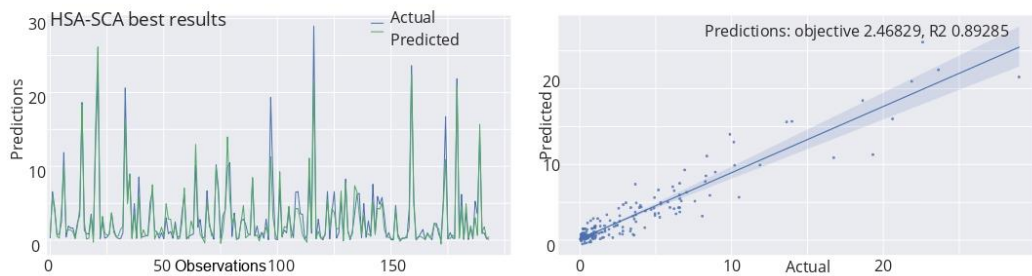 HSA-SCA best results
Actual
Predicted
30
20
10
0
Predictions
0
50
Observations
100
150
Predictions: objective 2.46829, R2 0.89285
20
10
0
Predicted
0
10
20
Actual